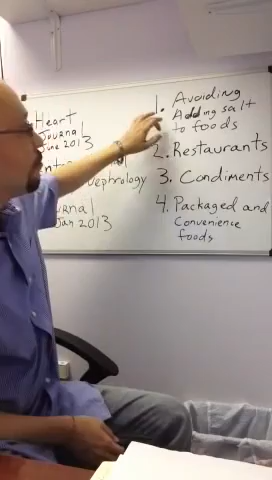 Heart
Journal
June 2013
Nephrology
Jan 2013
1. Avoiding
Adding salt
to foods
2. Restaurants
3. Condiments
4. Packaged and
Convenience
foods